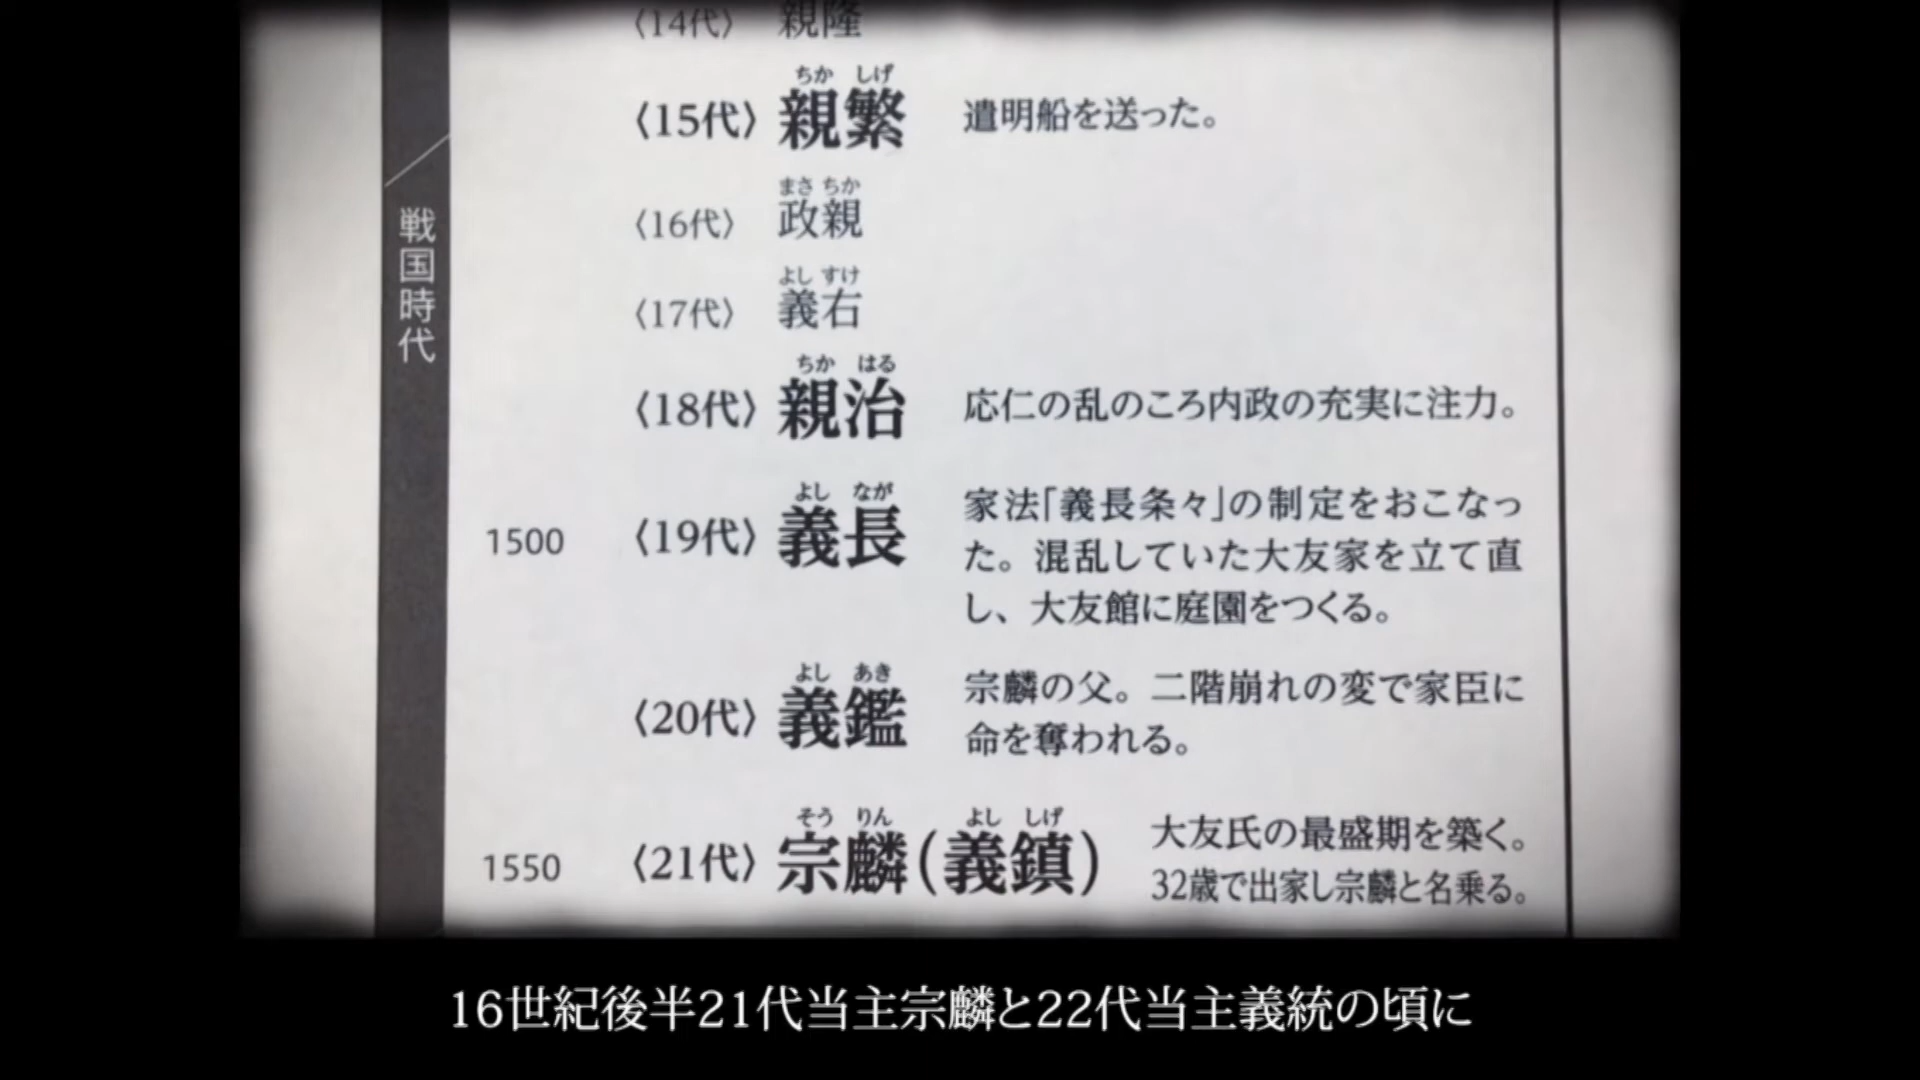 戦国時代
〈14代〉 親隆
ちか しげ
〈15代〉 親繁 遣明船を送った。
まさ ちか
〈16代〉 政親
よし すけ
〈17代〉 義右
ちか はる
〈18代〉 親治 応仁の乱のころ内政の充実に注力。
よし なが
1500 〈19代〉 義長 家法「義長条々」の制定をおこなっ
た。混乱していた大友家を立て直
し、大友館に庭園をつくる。
よし あき
〈20代〉 義鑑 宗麟の父。二階崩れの変で家臣に
命を奪われる。
そう りん よし しげ
1550 〈21代〉 宗麟(義鎮) 大友氏の最盛期を築く。
32歳で出家し宗麟と名乗る。
16世紀後半21代当主宗麟と22代当主義統の頃に